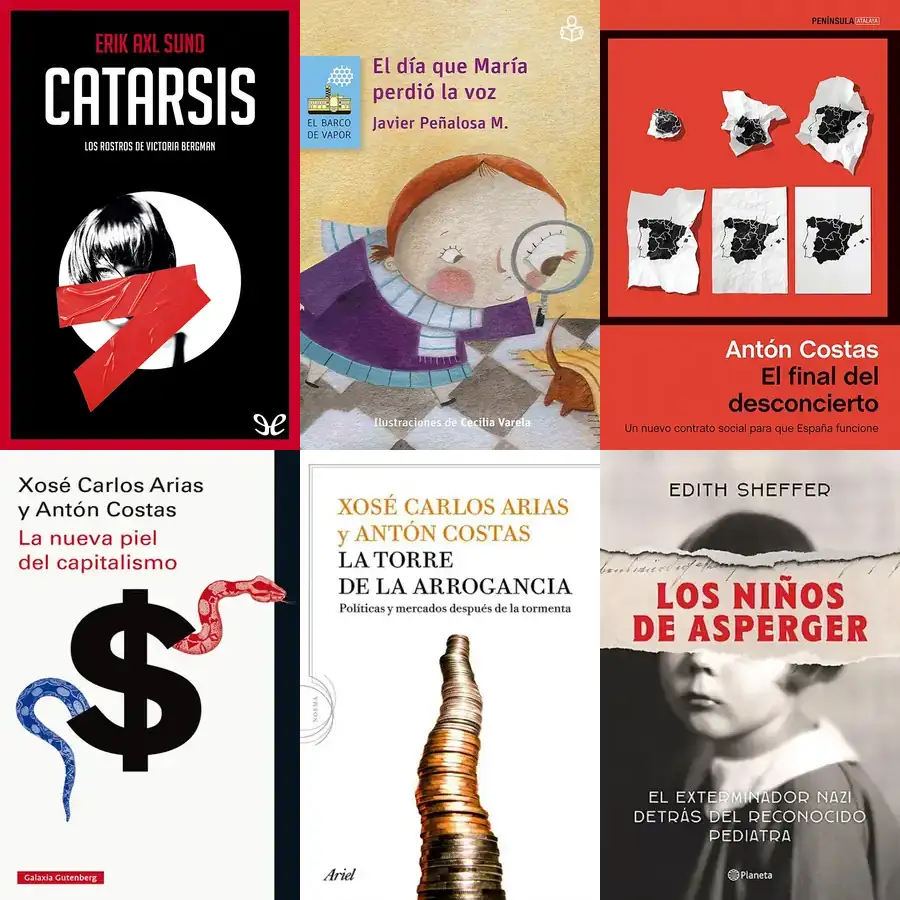 ERIK AXL SUND
CATARSIS
LOS ROSTROS DE VICTORIA BERGMAN
El día que María
perdió la voz
Javier Peñalosa M.
EL BARCO
DE VAPOR
Ilustraciones de Cecilia Varela
PENÍNSULA ATALAYA
Antón Costas
El final del
desconcierto
Un nuevo contrato social para que España funcione
Xosé Carlos Arias
y Antón Costas
La nueva piel
del capitalismo
$
Galaxia Gutenberg
XOSÉ CARLOS ARIAS
y ANTÓN COSTAS
LA TORRE
DE LA ARROGANCIA
Políticas y mercados después de la tormenta
Ariel
EDITH SHEFFER
LOS NIÑOS
DE ASPERGER
EL EXTERMINADOR NAZI
DETRÁS DEL RECONOCIDO
PEDIATRA
Planeta